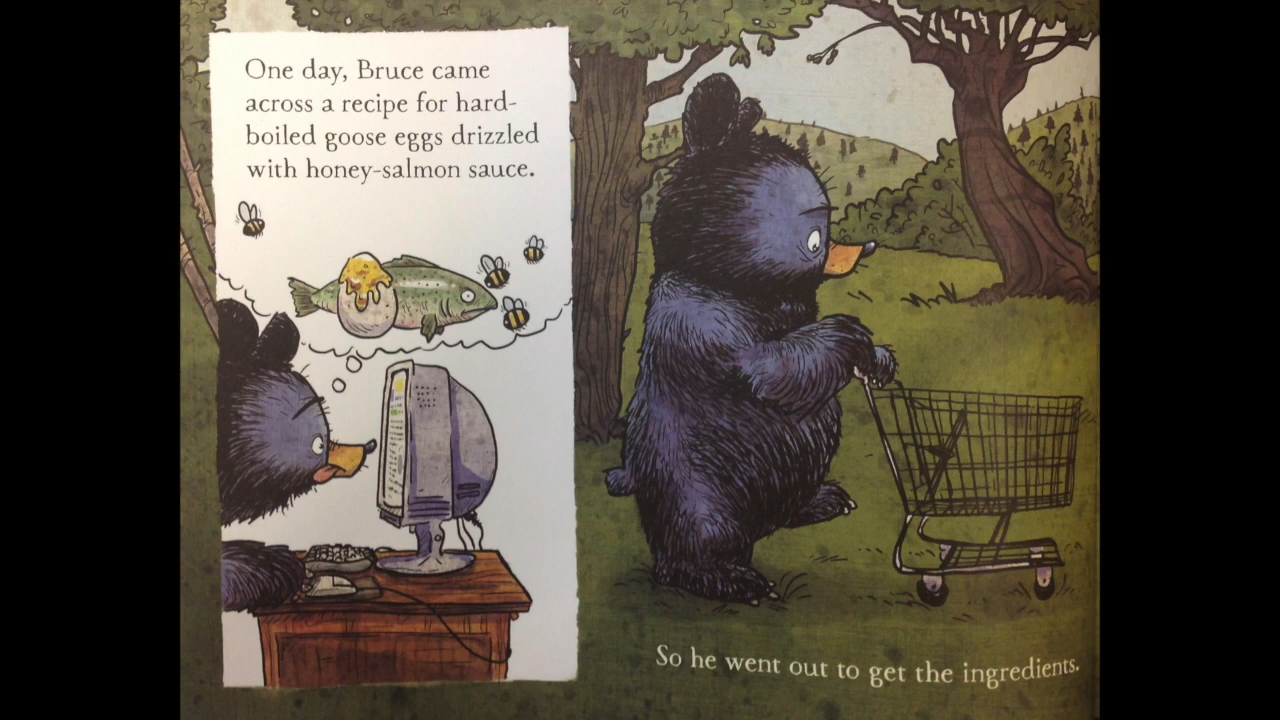 One day, Bruce came
across a recipe for hard-
boiled goose eggs drizzled
with honey-salmon sauce.
So he went out to get the ingredients.